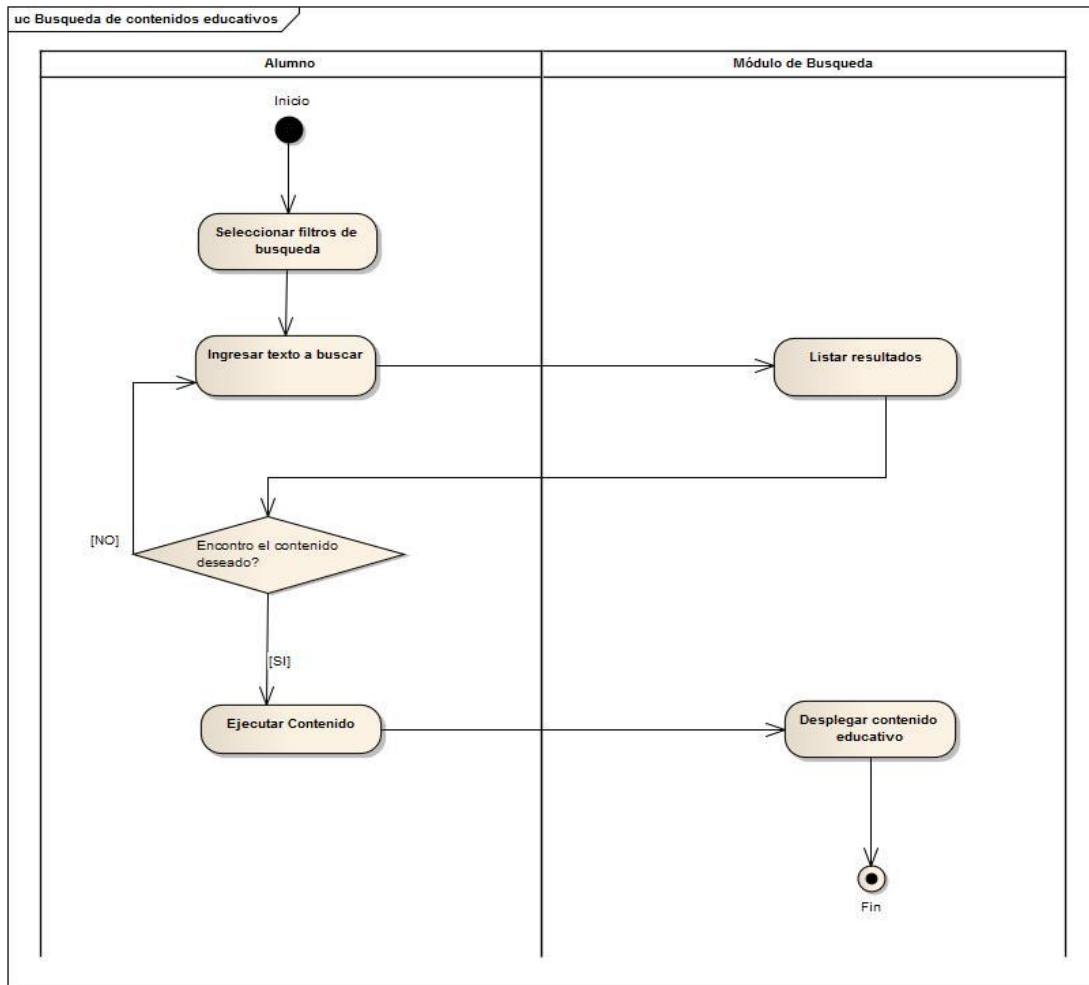 uc Busqueda de contenidos educativos
Alumno
Módulo de Busqueda
Inicio
Seleccionar filtros de
busqueda
Ingresar texto a buscar
Listar resultados
[NO]
Encontro el contenido
deseado?
[SI]
Ejecutar Contenido
Desplegar contenido
educativo
Fin